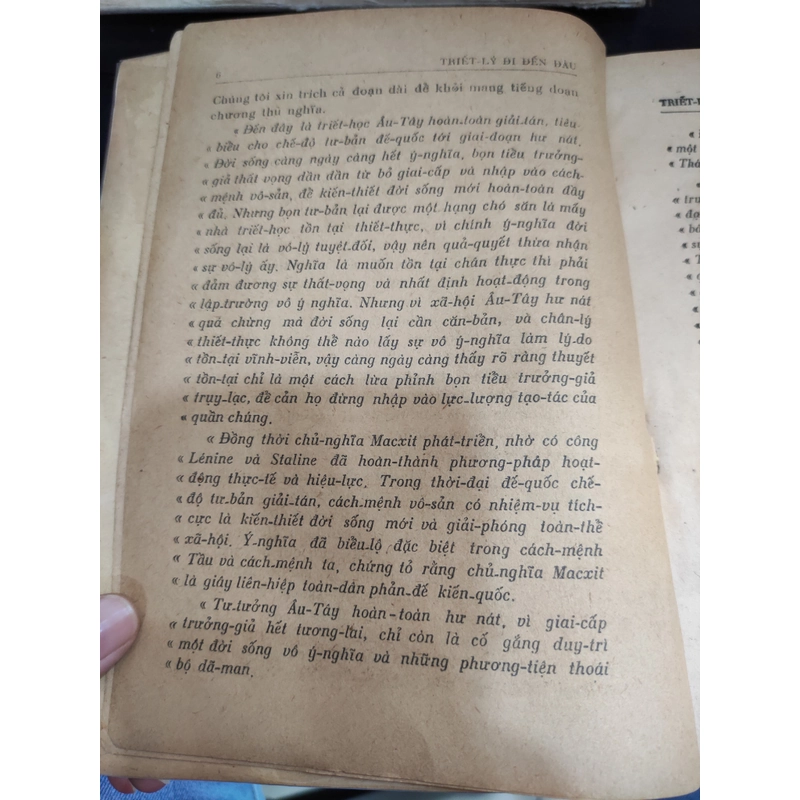 6 TRIẾT-LÝ ĐI ĐẾN ĐÂU
Chúng tôi xin trích cả đoạn dài để khỏi mang tiếng đoạn
chương thủ nghĩa.
« Đến đây là triết-học Âu-Tây hoàn-toàn giải-tán, tiêu-
« biểu cho chế-độ tư-bản đế-quốc tới giai-đoạn hư nát.
« Đời sống càng ngày càng hết ý-nghĩa, bọn tiểu trưởng-
« giả thất vọng dần dần từ bỏ giai-cấp và nhập vào cách-
« mệnh vô-sản, để kiến-thiết đời sống mới hoàn-toàn đầy
« đủ. Nhưng bọn tư-bản lại được một hạng chó săn là mấy
« nhà triết-học tồn tại thiết-thực, vì chính ý-nghĩa đời
« sống lại là vô-lý tuyệt-đối, vậy nên quả-quyết thừa nhận
« sự vô-lý ấy. Nghĩa là muốn tồn tại chân thực thì phải
« đảm đương sự thất-vọng và nhất định hoạt-động trong
« lập-trường vô ý nghĩa. Nhưng vì xã-hội Âu-Tây hư nát
« quá chừng mà đời sống lại cần căn-bản, và chân-lý
« thiết-thực không thể nào lấy sự vô ý-nghĩa làm lý-do
« tồn-tại vĩnh-viễn, vậy càng ngày càng thấy rõ ràng thuyết
« tồn-tại chỉ là một cách lừa phỉnh bọn tiểu trưởng-giả
« trụy-lạc, để cản họ đừng nhập vào lực-lượng tạo-tác của
« quần chúng.
« Đồng thời chủ-nghĩa Macxit phát-triển, nhờ có công
« Lénine và Staline đã hoàn-thành phương-pháp hoạt-
« động thực-tế và hiệu-lực. Trong thời-đại đế-quốc chế-
« độ tư-bản giải-tán, cách-mệnh vô-sản có nhiệm-vụ tích-
« cực là kiến-thiết đời sống mới và giải-phóng toàn-thể
« xã-hội. Ý-nghĩa đã biểu-lộ đặc biệt trong cách-mệnh
« Tầu và cách-mệnh ta, chứng tỏ rằng chủ-nghĩa Macxit
« là giây liên-hiệp toàn-dân phản-đế kiến-quốc.
« Tư-tưởng Âu-Tây hoàn-toàn hư nát, vì giai-cấp
« trưởng-giả hết tương-lai, chỉ còn là cố gắng duy-trì
« một đời sống vô ý-nghĩa và những phương-tiện thoái
« bộ dã-man.
TRIẾT-
« một
« Thá